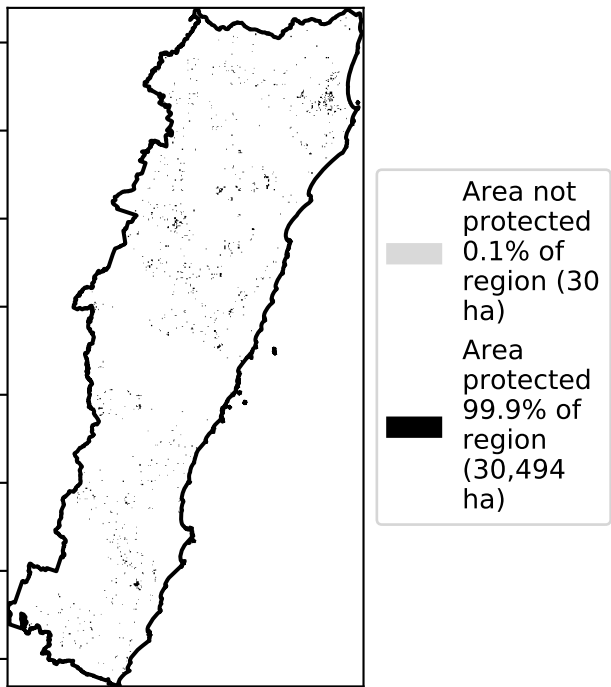 Area not
protected
0.1% of
region (30
ha)
Area
protected
99.9% of
region
(30,494
ha)